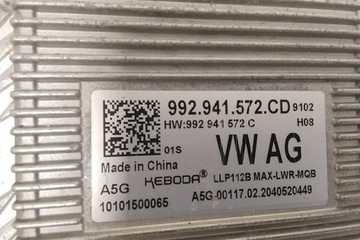 992.941.572.CD 9102
HW:992 941 572 C H08
01S
Made in China VW AG
A5G KEBODA® LLP112B MAX-LWR-MQB
10101500065 A5G-00117.02.2040520449